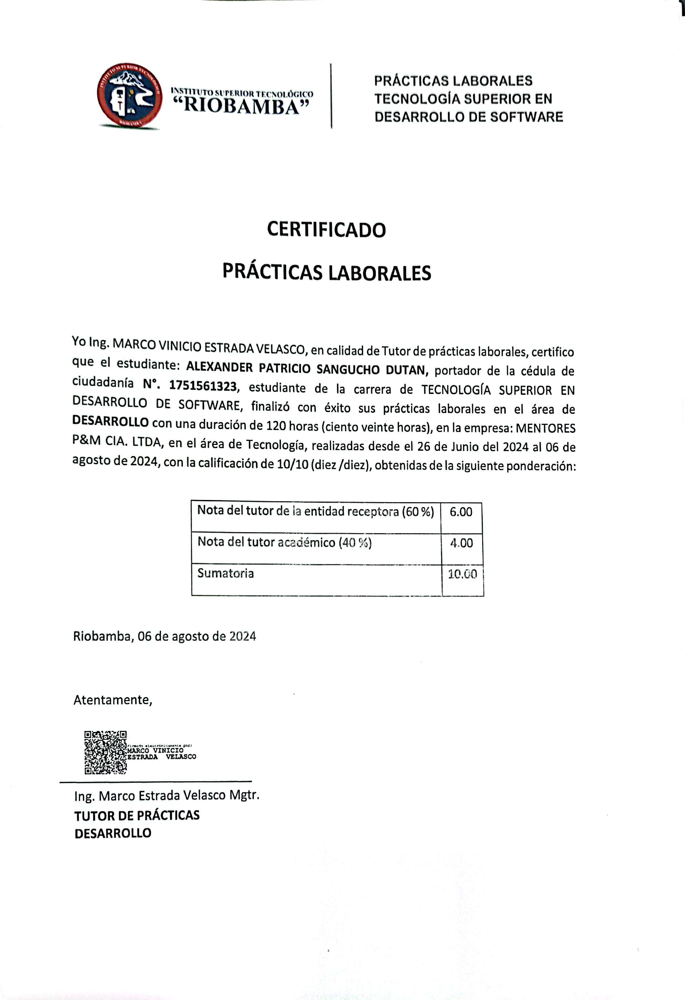 INSTITUTO SUPERIOR TECNOLÓGICO
RIOBAMBA
INSTITUTO SUPERIOR TECNOLÓGICO
“RIOBAMBA”
PRÁCTICAS LABORALES
TECNOLOGÍA SUPERIOR EN
DESARROLLO DE SOFTWARE
CERTIFICADO
PRÁCTICAS LABORALES
Yo Ing. MARCO VINICIO ESTRADA VELASCO, en calidad de Tutor de prácticas laborales, certifico
que el estudiante: ALEXANDER PATRICIO SANGUCHO DUTAN, portador de la cédula de
ciudadanía N°. 1751561323, estudiante de la carrera de TECNOLOGÍA SUPERIOR EN
DESARROLLO DE SOFTWARE, finalizó con éxito sus prácticas laborales en el área de
DESARROLLO con una duración de 120 horas (ciento veinte horas), en la empresa: MENTORES
P&M CIA. LTDA, en el área de Tecnología, realizadas desde el 26 de Junio del 2024 al 06 de
agosto de 2024, con la calificación de 10/10 (diez /diez), obtenidas de la siguiente ponderación:
Nota del tutor de la entidad receptora (60 %) 6.00
Nota del tutor académico (40 %) 4.00
Sumatoria 10.00
Riobamba, 06 de agosto de 2024
Atentamente,
Firmado electrónicamente por:
MARCO VINICIO
ESTRADA VELASCO
Ing. Marco Estrada Velasco Mgtr.
TUTOR DE PRÁCTICAS
DESARROLLO